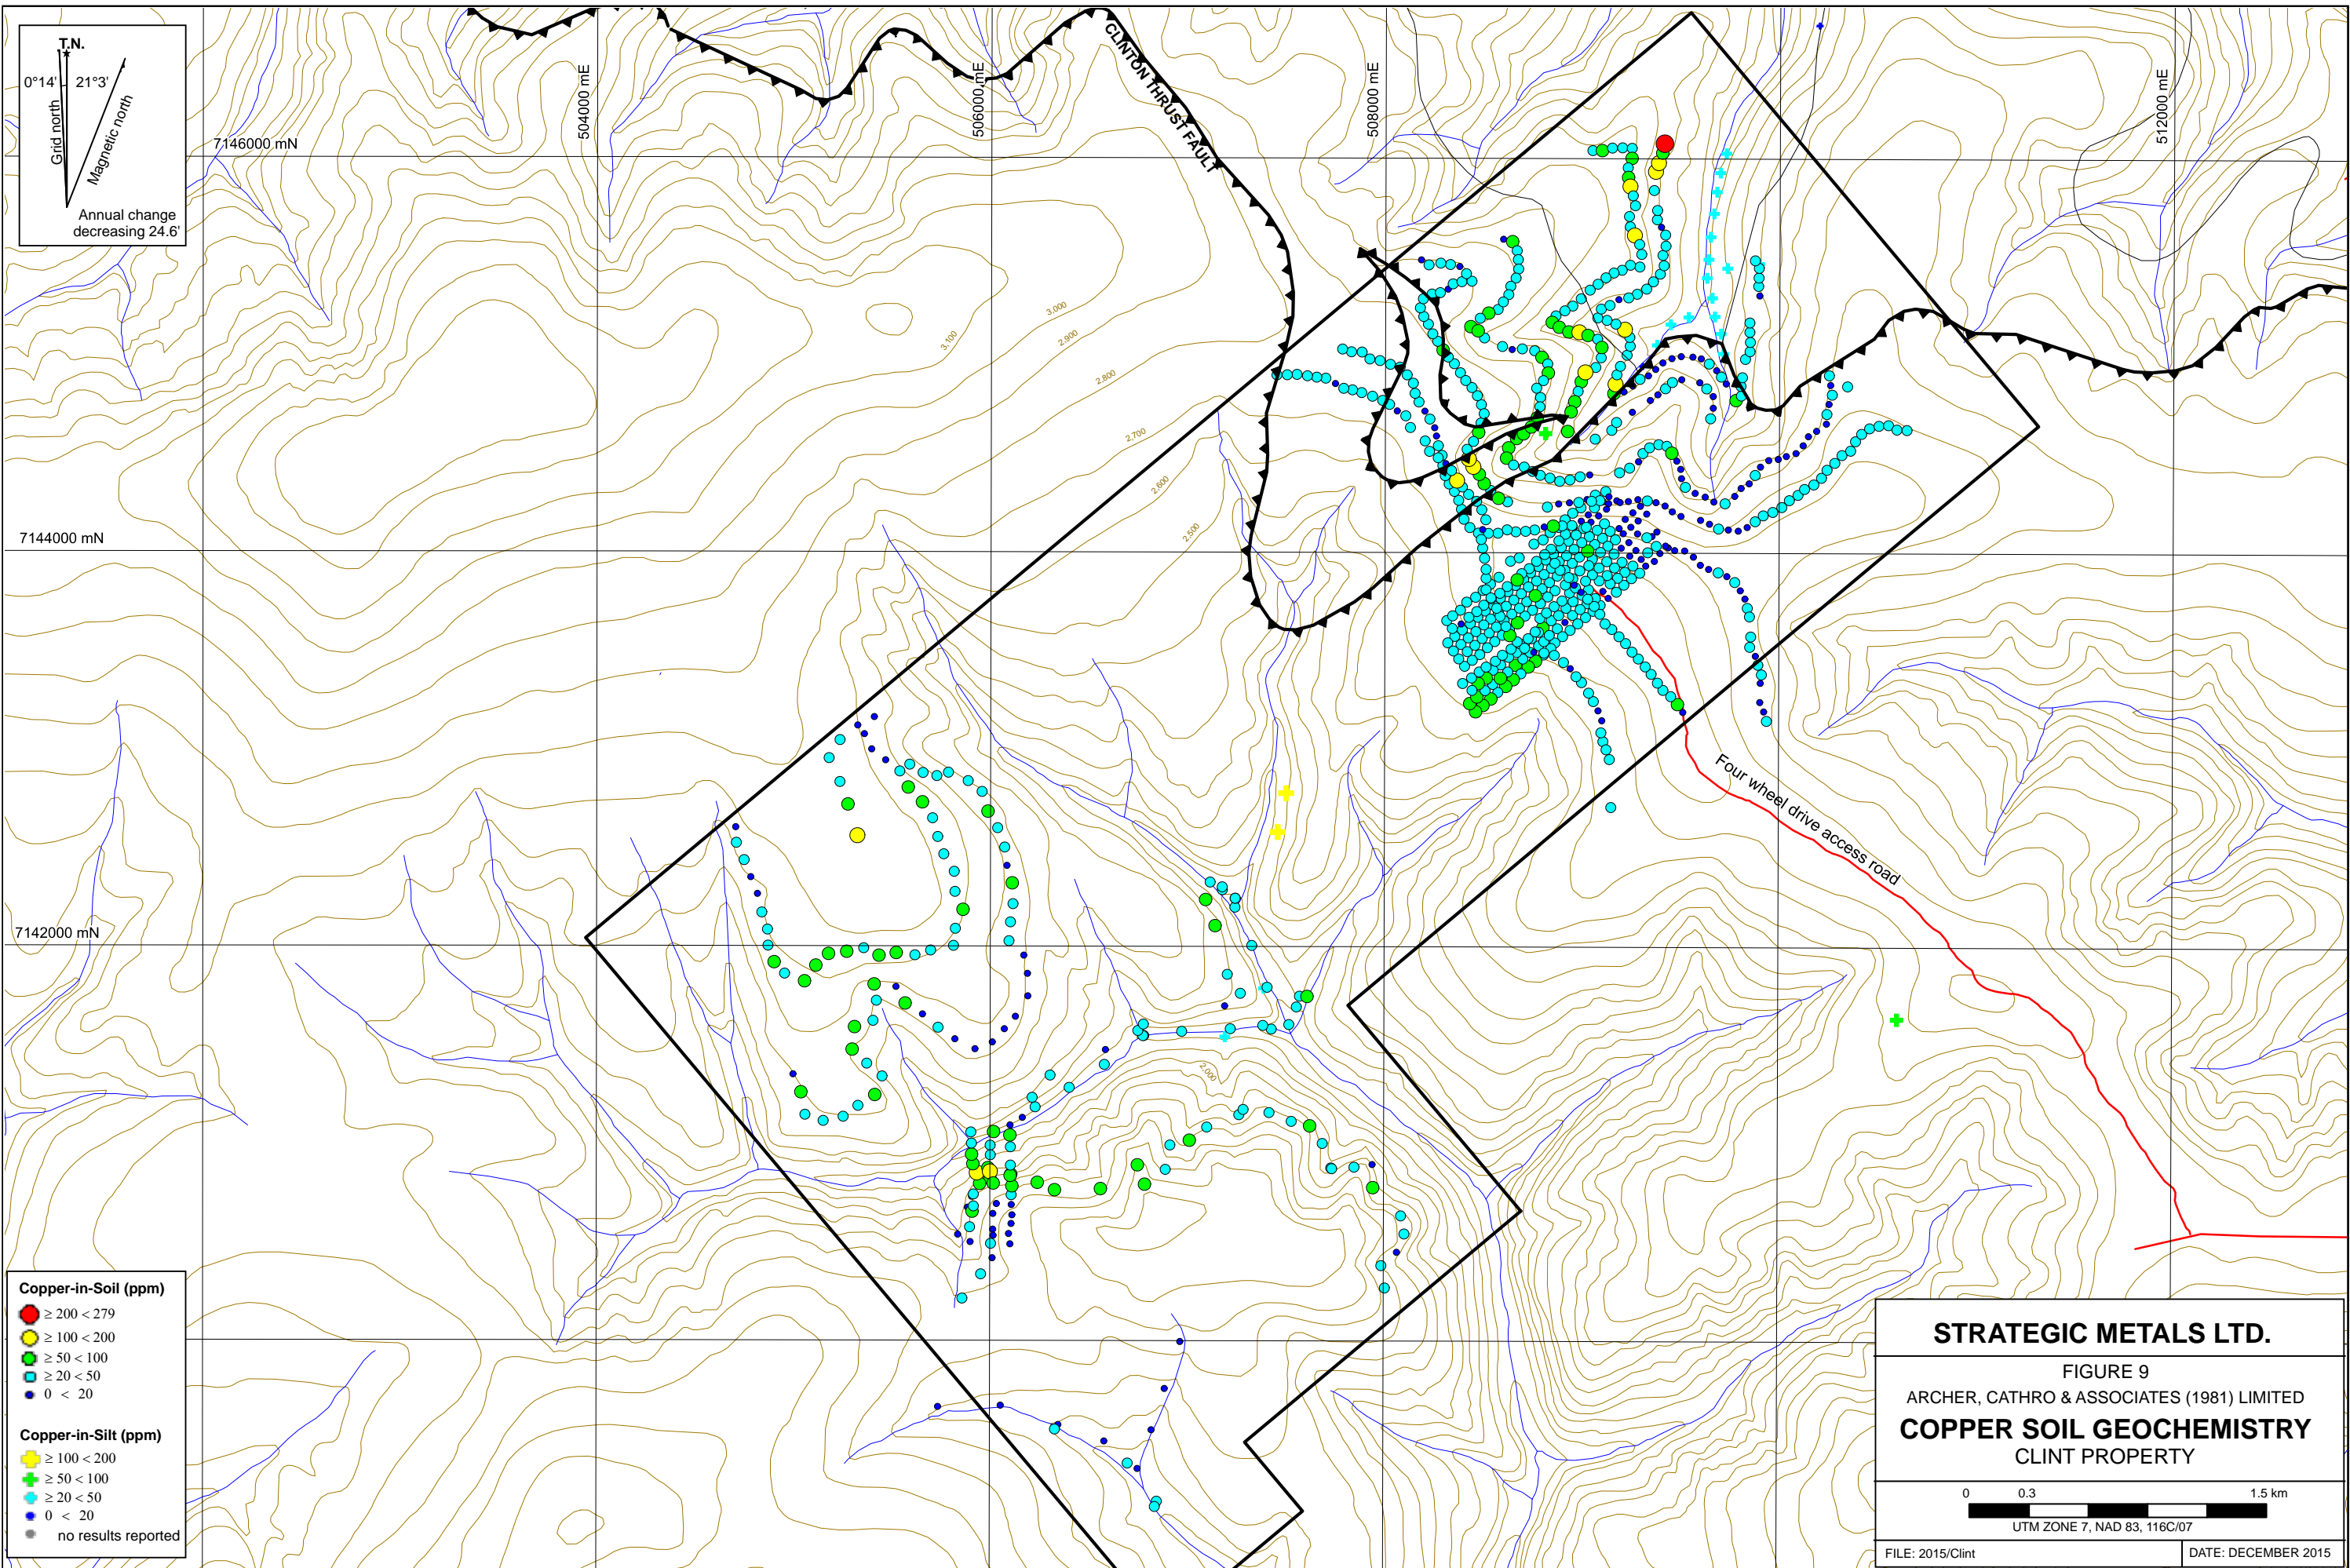 T.N.
0°14'
21°3'
Grid north
Magnetic north
Annual change
decreasing 24.6'
7146000 mN
7144000 mN
7142000 mN
504000 mE
506000 mE
508000 mE
512000 mE
CLINTON THRUST FAULT
3,100
3,000
2,900
2,800
2,700
2,600
2,500
2,000
Four wheel drive access road
Copper-in-Soil (ppm)
≥ 200 < 279
≥ 100 < 200
≥ 50 < 100
≥ 20 < 50
0 < 20
Copper-in-Silt (ppm)
≥ 100 < 200
≥ 50 < 100
≥ 20 < 50
0 < 20
no results reported
STRATEGIC METALS LTD.
FIGURE 9
ARCHER, CATHRO & ASSOCIATES (1981) LIMITED
COPPER SOIL GEOCHEMISTRY
CLINT PROPERTY
0 0.3 1.5 km
UTM ZONE 7, NAD 83, 116C/07
FILE: 2015/Clint
DATE: DECEMBER 2015